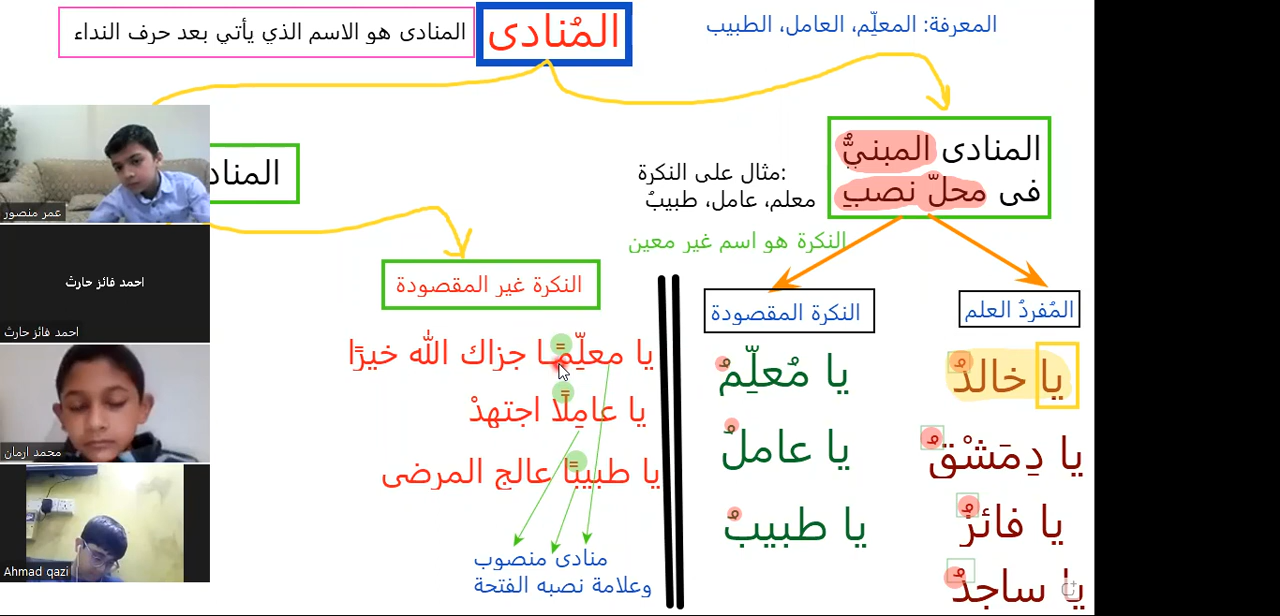 المعرفة: المعلِّم، العامل، الطبيب
المُنادى
المنادى هو الاسم الذي يأتي بعد حرف النداء
المنادى المبنيُّ
فى محلّ نصبِ
مثال على النكرة:
معلم، عامل، طبيبُ
النكرة هو اسم غير معين
المُفردُ العلم
يا خالدُ
يا دِمَشْقُ
يا فائزُ
يا ساجدُ
النكرة المقصودة
يا مُعلِّمُ
يا عاملُ
يا طبيبُ
النكرة غير المقصودة
يا معلِّمًا جزاك الله خيرًا
يا عامِلًا اجتهدْ
يا طبيبًا عالج المرضى
منادى منصوب
وعلامة نصبه الفتحة
عمر منصور
احمد فائز حارث
احمد فائز حارث
محمد ارمان
Ahmad qazi